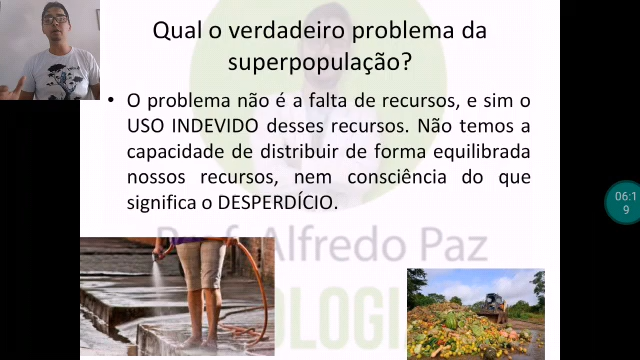 Qual o verdadeiro problema da
superpopulação?
• O problema não é a falta de recursos, e sim o
USO INDEVIDO desses recursos. Não temos a
capacidade de distribuir de forma equilibrada
nossos recursos, nem consciência do que
significa o DESPERDÍCIO.
Prof. Alfredo Paz
OLOGIA
06:1
9